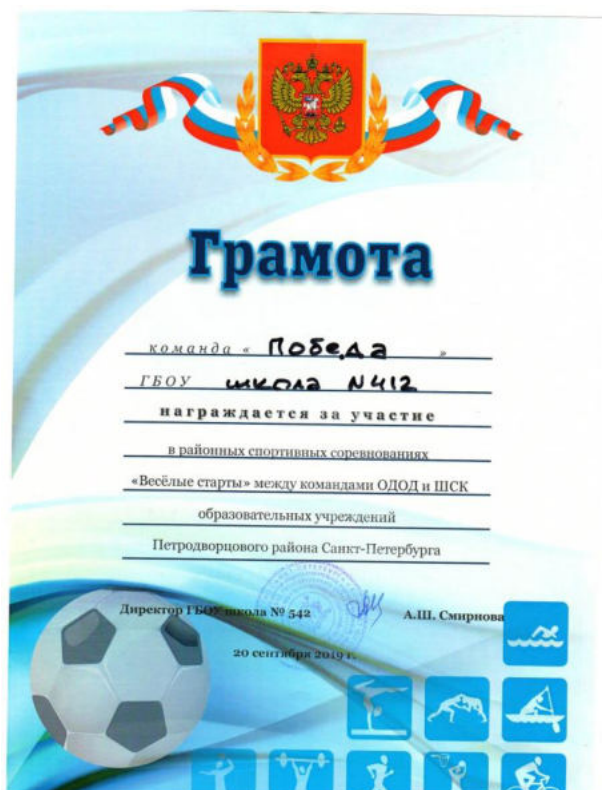 Грамота
команда « Победа »
ГБОУ школа N412
награждается за участие
в районных спортивных соревнованиях
«Весёлые старты» между командами ОДОД и ШСК
образовательных учреждений
Петродворцового района Санкт-Петербурга
Директор ГБОУ школа № 542 А.Ш. Смирнова
20 сентября 2019 г.